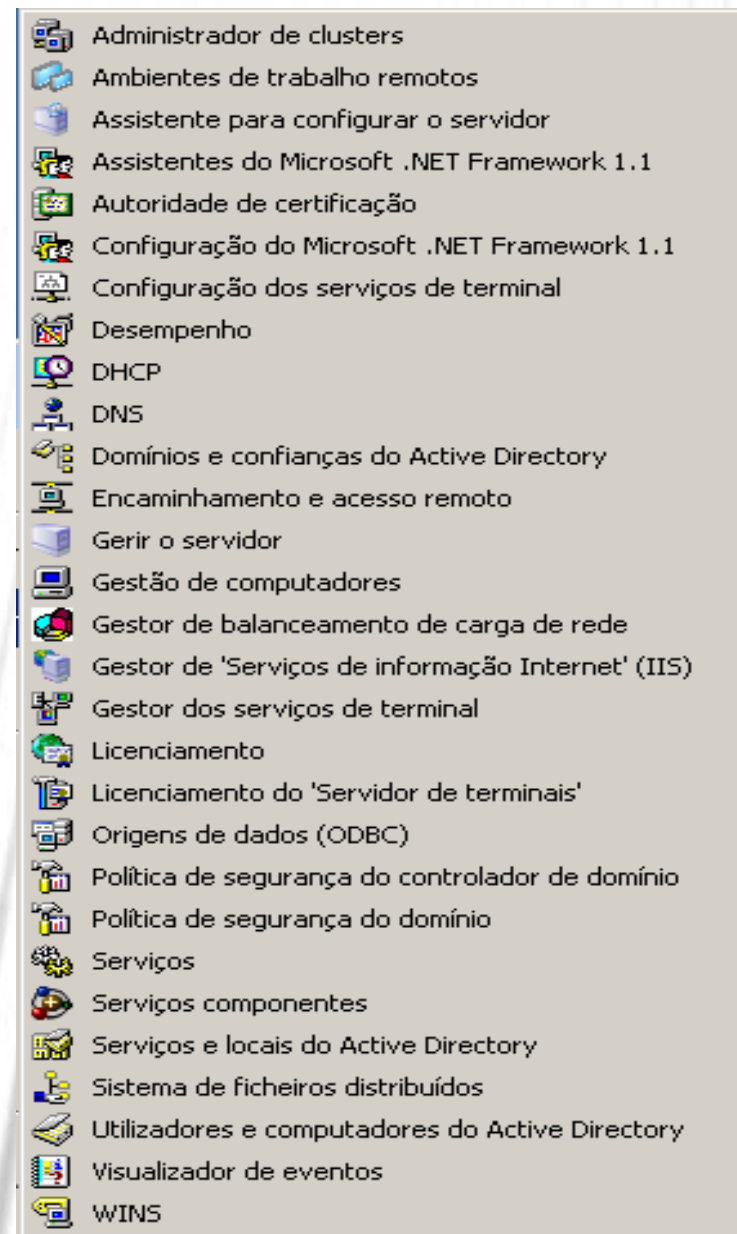 Administrador de clusters
Ambientes de trabalho remotos
Assistente para configurar o servidor
Assistentes do Microsoft .NET Framework 1.1
Autoridade de certificação
Configuração do Microsoft .NET Framework 1.1
Configuração dos serviços de terminal
Desempenho
DHCP
DNS
Domínios e confianças do Active Directory
Encaminhamento e acesso remoto
Gerir o servidor
Gestão de computadores
Gestor de balanceamento de carga de rede
Gestor de 'Serviços de informação Internet' (IIS)
Gestor dos serviços de terminal
Licenciamento
Licenciamento do 'Servidor de terminais'
Origens de dados (ODBC)
Política de segurança do controlador de domínio
Política de segurança do domínio
Serviços
Serviços componentes
Serviços e locais do Active Directory
Sistema de ficheiros distribuídos
Utilizadores e computadores do Active Directory
Visualizador de eventos
WINS